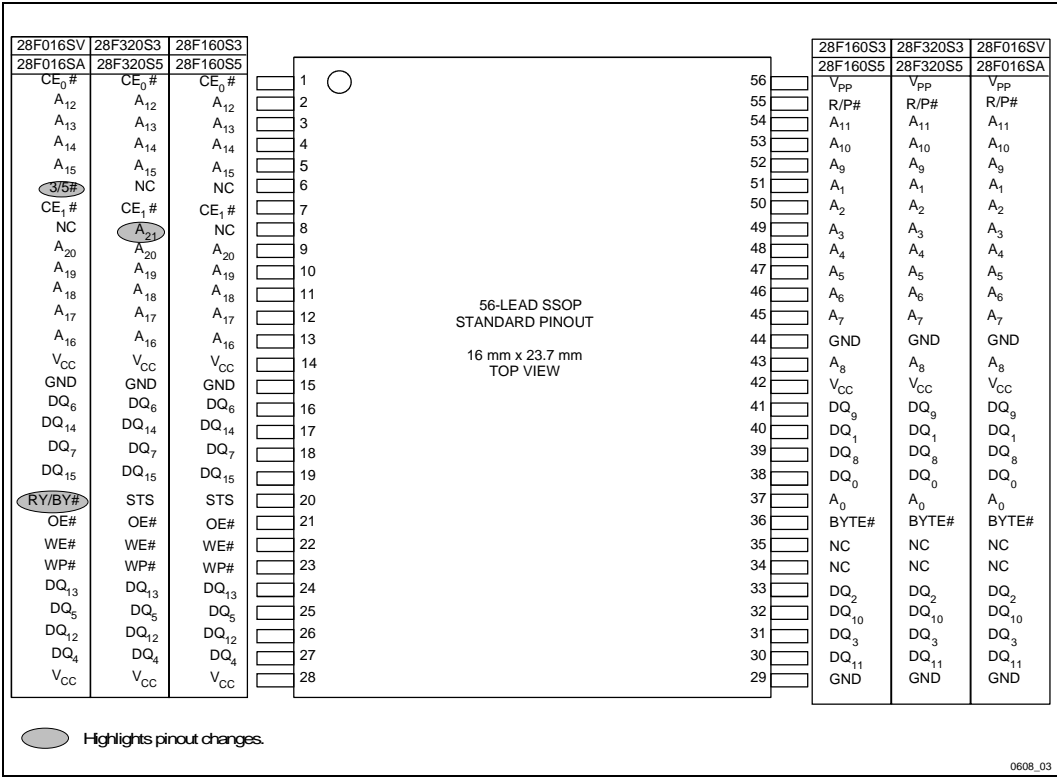 28F016SV 28F320S3 28F160S3 28F160S3 28F320S3 28F016SV
28F016SA 28F320S5 28F160S5 28F160S5 28F320S5 28F016SA
CE0# CE0# CE0# 1 56 VPP VPP VPP
A12 A12 A12 2 55 R/P# R/P# R/P#
A13 A13 A13 3 54 A11 A11 A11
A14 A14 A14 4 53 A10 A10 A10
A15 A15 A15 5 52 A9 A9 A9
3/5# NC NC 6 51 A1 A1 A1
CE1# CE1# CE1# 7 50 A2 A2 A2
NC A21 NC 8 49 A3 A3 A3
A20 A20 A20 9 48 A4 A4 A4
A19 A19 A19 10 47 A5 A5 A5
A18 A18 A18 11 46 A6 A6 A6
A17 A17 A17 12 45 A7 A7 A7
A16 A16 A16 13 44 GND GND GND
VCC VCC VCC 14 43 A8 A8 A8
GND GND GND 15 42 VCC VCC VCC
DQ6 DQ6 DQ6 16 41 DQ9 DQ9 DQ9
DQ14 DQ14 DQ14 17 40 DQ1 DQ1 DQ1
DQ7 DQ7 DQ7 18 39 DQ8 DQ8 DQ8
DQ15 DQ15 DQ15 19 38 DQ0 DQ0 DQ0
RY/BY# STS STS 20 37 A0 A0 A0
OE# OE# OE# 21 36 BYTE# BYTE# BYTE#
WE# WE# WE# 22 35 NC NC NC
WP# WP# WP# 23 34 NC NC NC
DQ13 DQ13 DQ13 24 33 DQ2 DQ2 DQ2
DQ5 DQ5 DQ5 25 32 DQ10 DQ10 DQ10
DQ12 DQ12 DQ12 26 31 DQ3 DQ3 DQ3
DQ4 DQ4 DQ4 27 30 DQ11 DQ11 DQ11
VCC VCC VCC 28 29 GND GND GND
56-LEAD SSOP
STANDARD PINOUT
16 mm x 23.7 mm
TOP VIEW
Highlights pinout changes.
0608_03